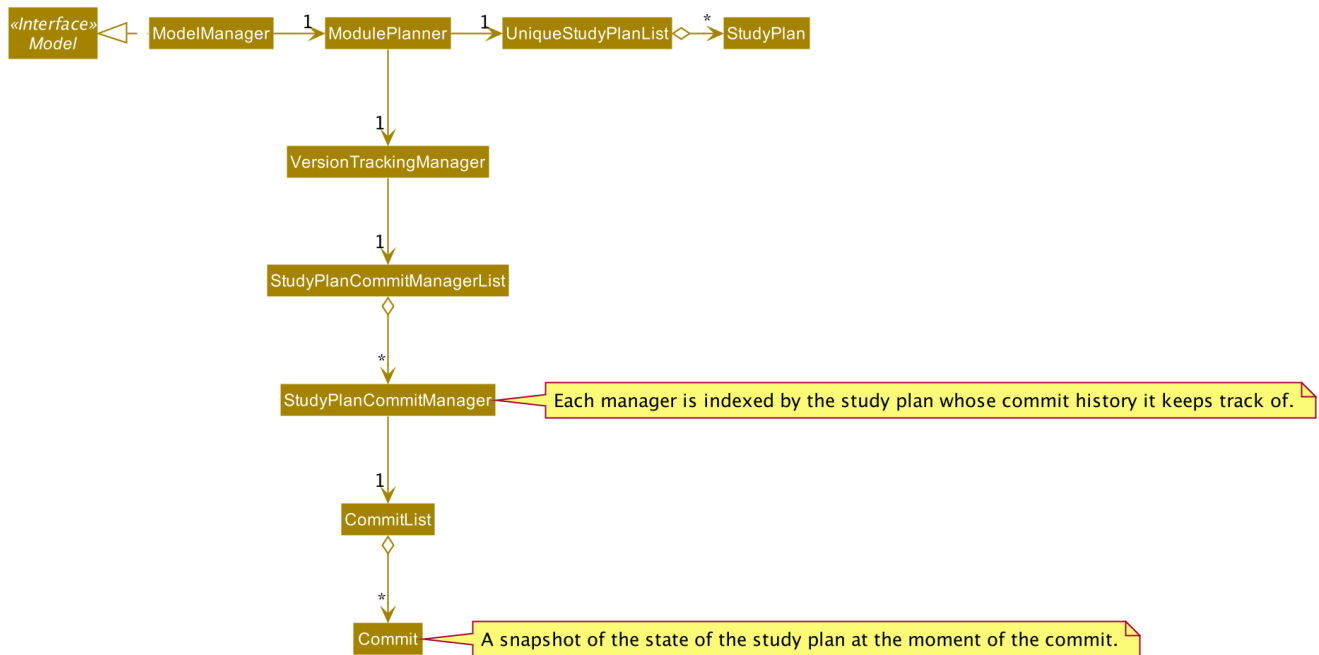 «Interface»
Model
ModelManager
1
ModulePlanner
1
UniqueStudyPlanList
*
StudyPlan
1
VersionTrackingManager
1
StudyPlanCommitManagerList
*
StudyPlanCommitManager
Each manager is indexed by the study plan whose commit history it keeps track of.
1
CommitList
*
Commit
A snapshot of the state of the study plan at the moment of the commit.